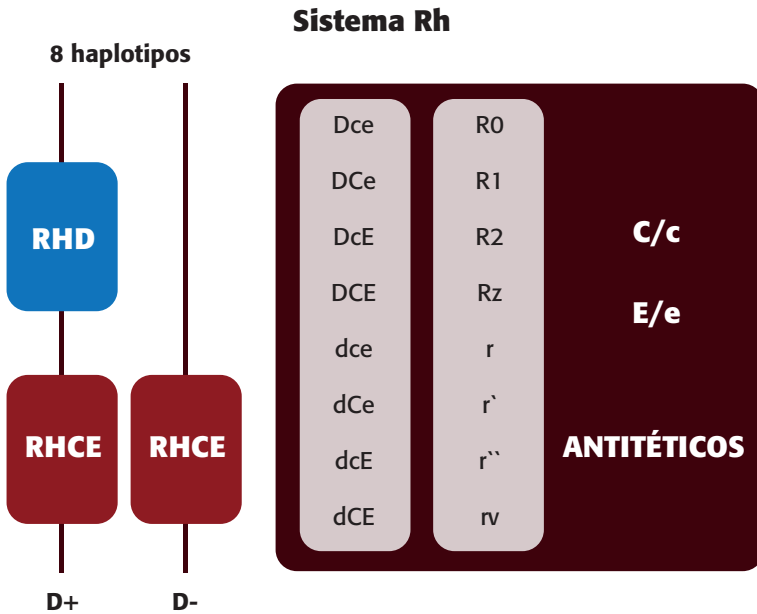 Sistema Rh
8 haplotipos
RHD
RHCE
RHCE
D+
D-
Dce R0
DCe R1
DcE R2
DCE Rz
dce r
dCe r`
dcE r``
dCE rv
C/c
E/e
ANTITÉTICOS